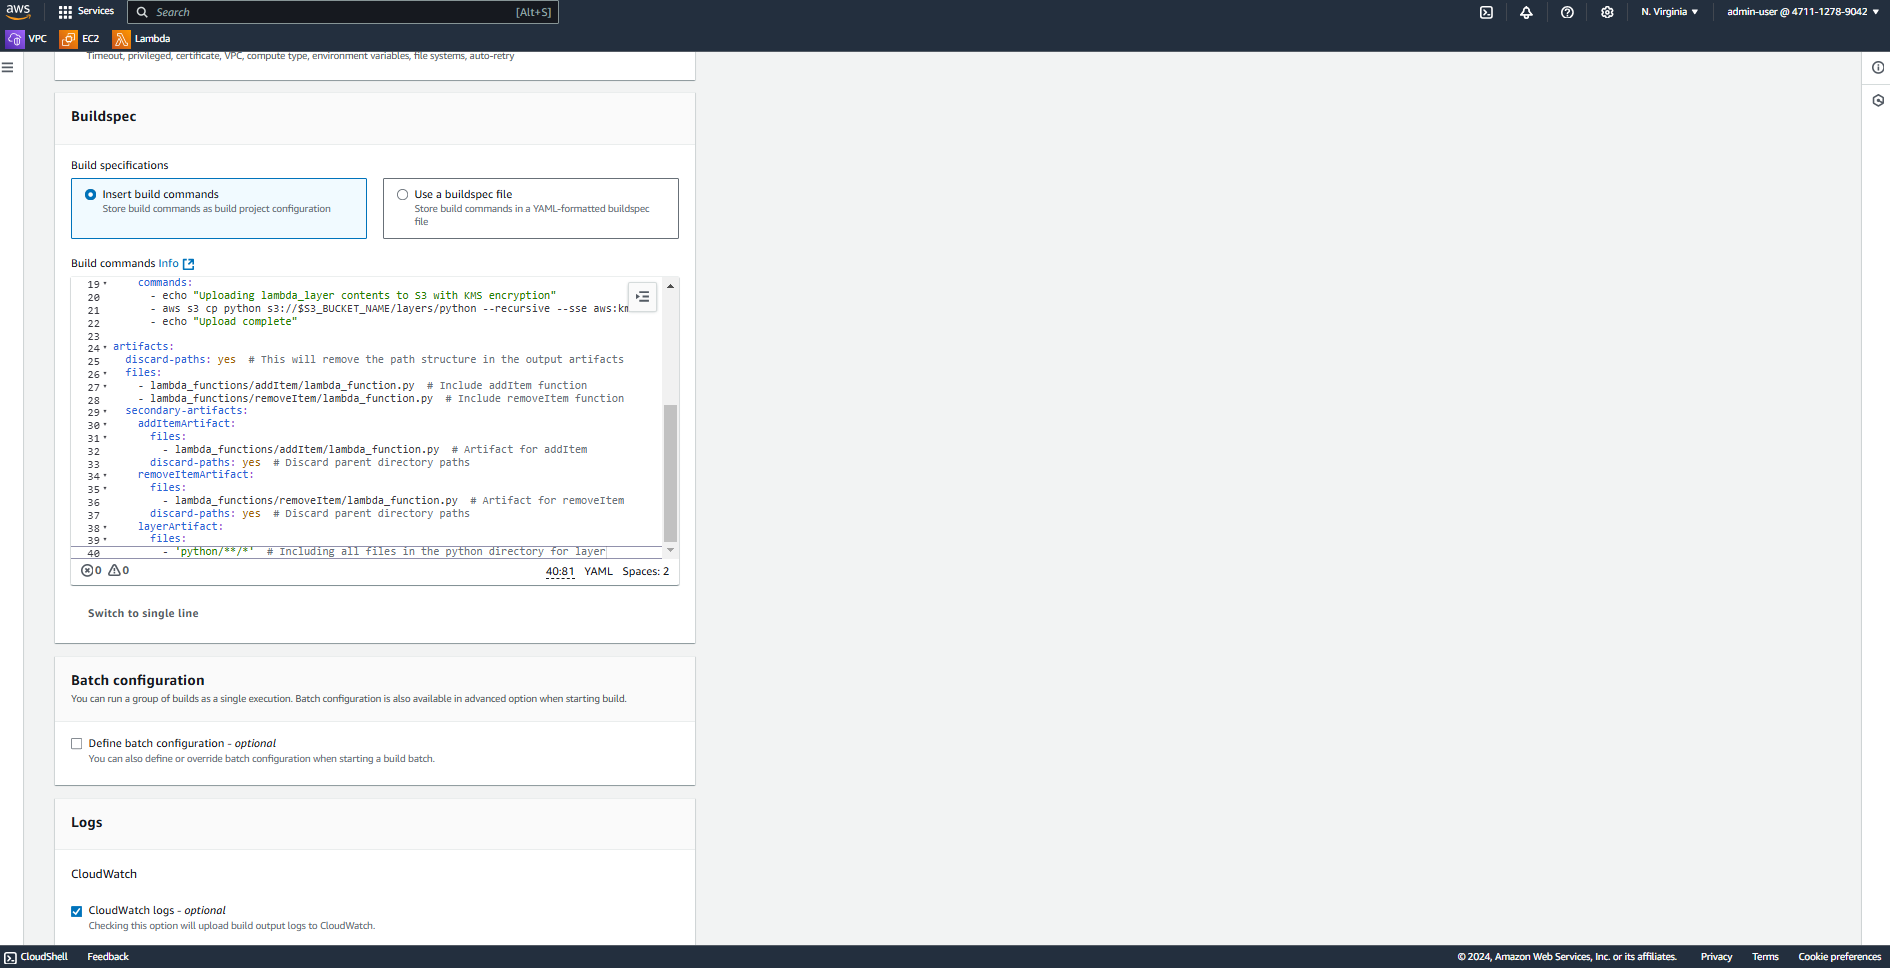 aws
Services
Search
[Alt+S]
N. Virginia
admin-user @ 4711-1278-9042
VPC
EC2
Lambda
Timeout, privileged, certificate, VPC, compute type, environment variables, file systems, auto-retry
Buildspec
Build specifications
Insert build commands
Store build commands as build project configuration
Use a buildspec file
Store build commands in a YAML-formatted buildspec
file
Build commands Info
19 commands:
20 - echo "Uploading lambda_layer contents to S3 with KMS encryption"
21 - aws s3 cp python s3://$S3_BUCKET_NAME/layers/python --recursive --sse aws:km
22 - echo "Upload complete"
23
24 artifacts:
25 discard-paths: yes # This will remove the path structure in the output artifacts
26 files:
27 - lambda_functions/addItem/lambda_function.py # Include addItem function
28 - lambda_functions/removeItem/lambda_function.py # Include removeItem function
29 secondary-artifacts:
30 addItemArtifact:
31 files:
32 - lambda_functions/addItem/lambda_function.py # Artifact for addItem
33 discard-paths: yes # Discard parent directory paths
34 removeItemArtifact:
35 files:
36 - lambda_functions/removeItem/lambda_function.py # Artifact for removeItem
37 discard-paths: yes # Discard parent directory paths
38 layerArtifact:
39 files:
40 - 'python/**/*' # Including all files in the python directory for layer
0 0
40:81 YAML Spaces: 2
Switch to single line
Batch configuration
You can run a group of builds as a single execution. Batch configuration is also available in advanced option when starting build.
Define batch configuration - optional
You can also define or override batch configuration when starting a build batch.
Logs
CloudWatch
CloudWatch logs - optional
Checking this option will upload build output logs to CloudWatch.
CloudShell
Feedback
© 2024, Amazon Web Services, Inc. or its affiliates.
Privacy
Terms
Cookie preferences